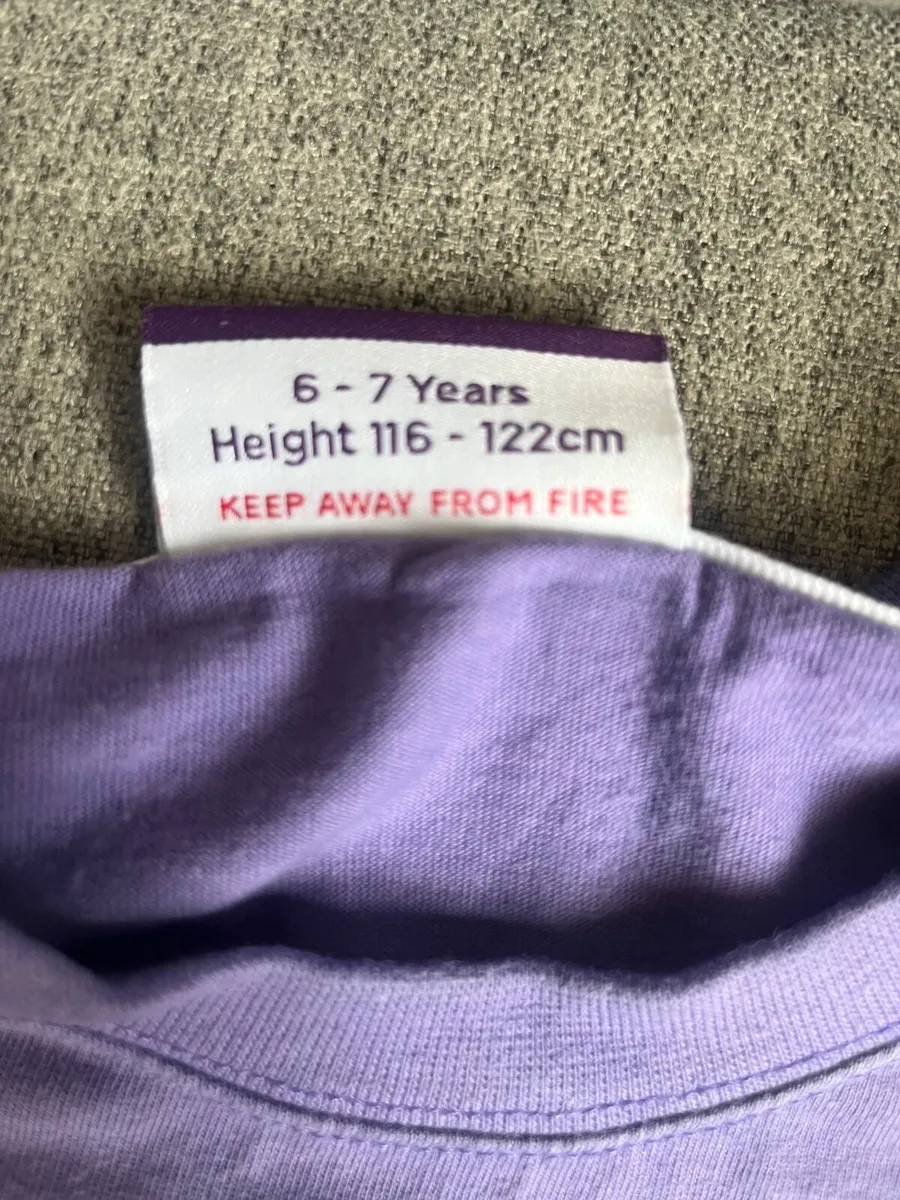 6 - 7 Years
Height 116 - 122cm
KEEP AWAY FROM FIRE